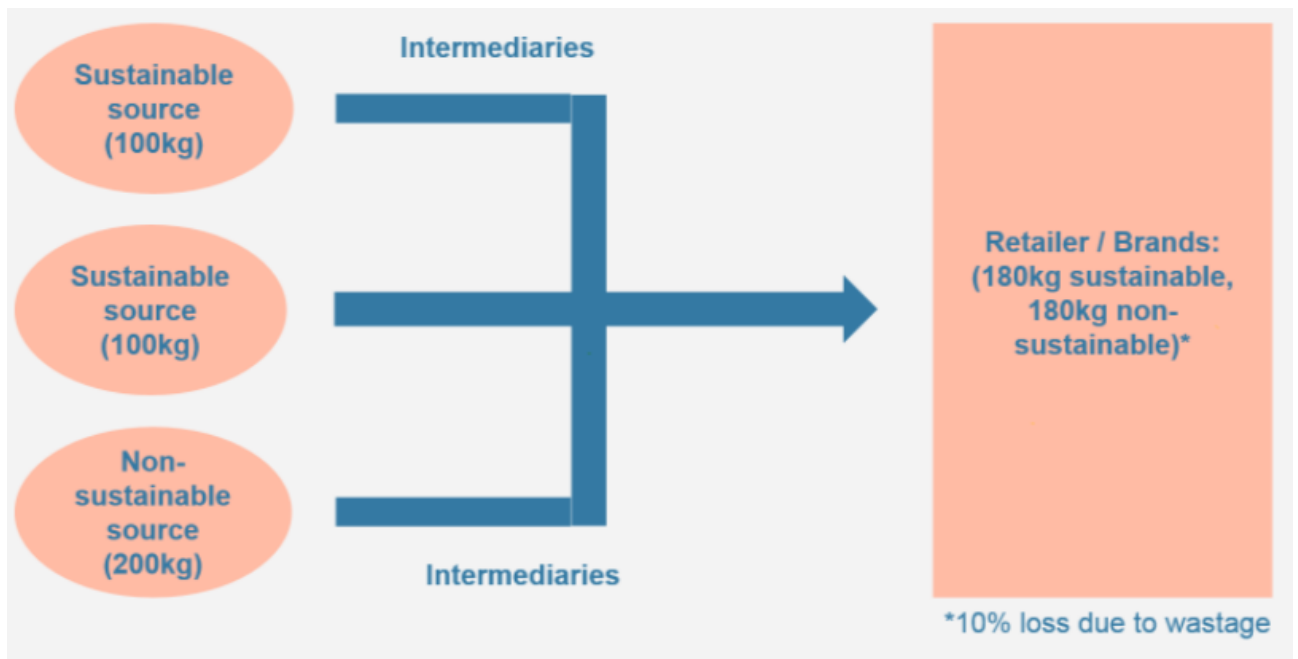 Sustainable
source
(100kg)
Intermediaries
Sustainable
source
(100kg)
Non-
sustainable
source
(200kg)
Intermediaries
Retailer / Brands:
(180kg sustainable,
180kg non-
sustainable)*
*10% loss due to wastage